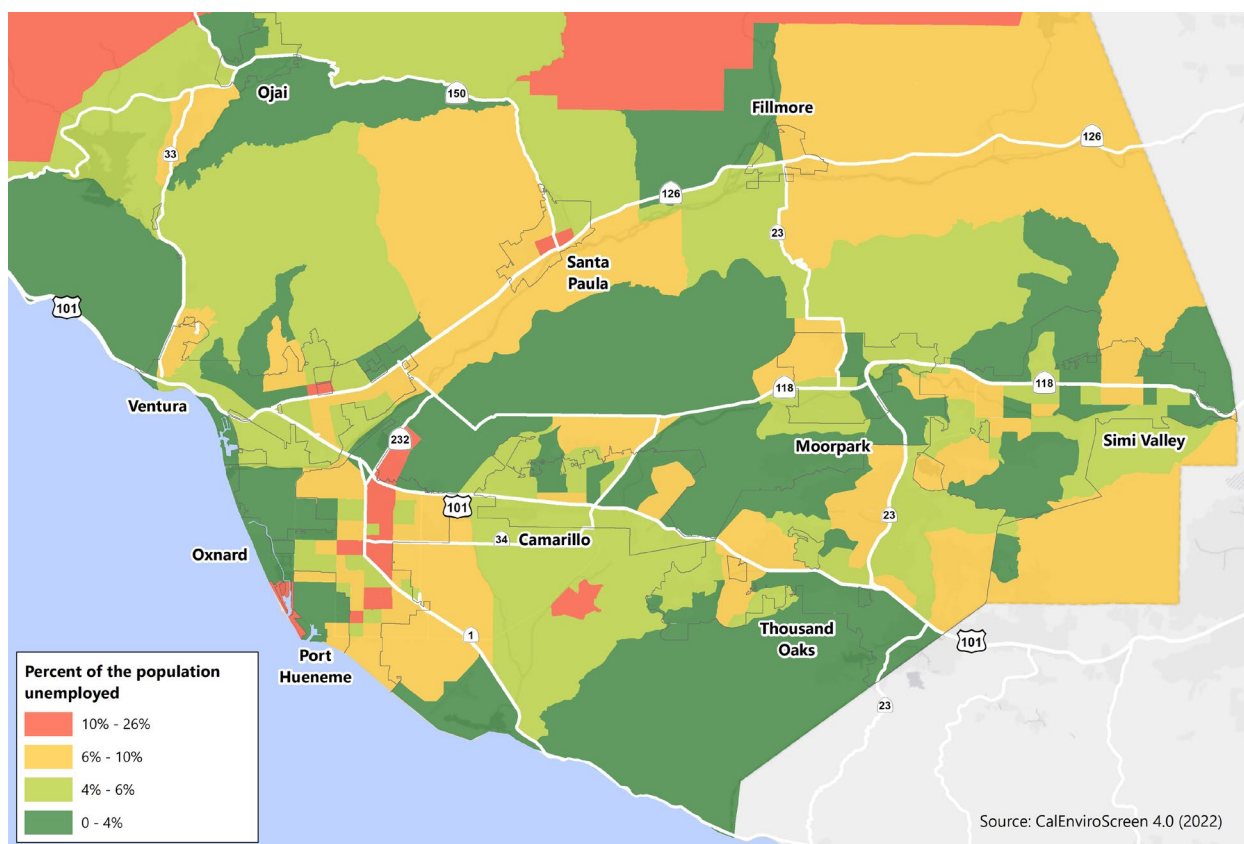 Ojai
150
Fillmore
126
33
126
23
Santa
Paula
101
118
118
Ventura
Moorpark
Simi Valley
232
101
23
Oxnard
34
Camarillo
Thousand
Oaks
1
101
Port
Hueneme
23
Percent of the population
unemployed
10% - 26%
6% - 10%
4% - 6%
0 - 4%
Source: CalEnviroScreen 4.0 (2022)